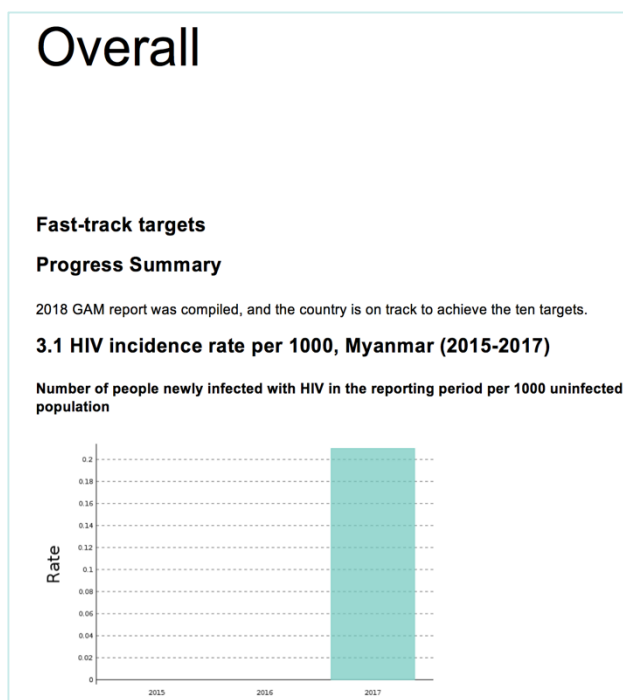 Overall
Fast-track targets
Progress Summary
2018 GAM report was compiled, and the country is on track to achieve the ten targets.
3.1 HIV incidence rate per 1000, Myanmar (2015-2017)
Number of people newly infected with HIV in the reporting period per 1000 uninfected
population
Rate
0.2
0.18
0.16
0.14
0.12
0.1
0.08
0.06
0.04
0.02
0
2015 2016 2017